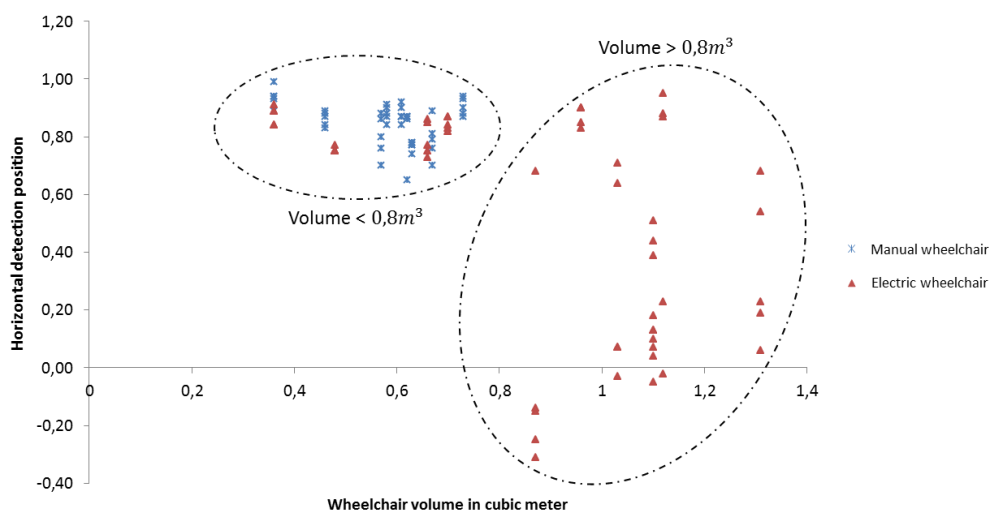 1,20
Volume > 0,8m³
1,00
0,80
0,60
Volume < 0,8m³
Manual wheelchair
0,40
Electric wheelchair
0,20
0,00
0 0,2 0,4 0,6 0,8 1 1,2 1,4
-0,20
-0,40
Horizontal detection position
Wheelchair volume in cubic meter